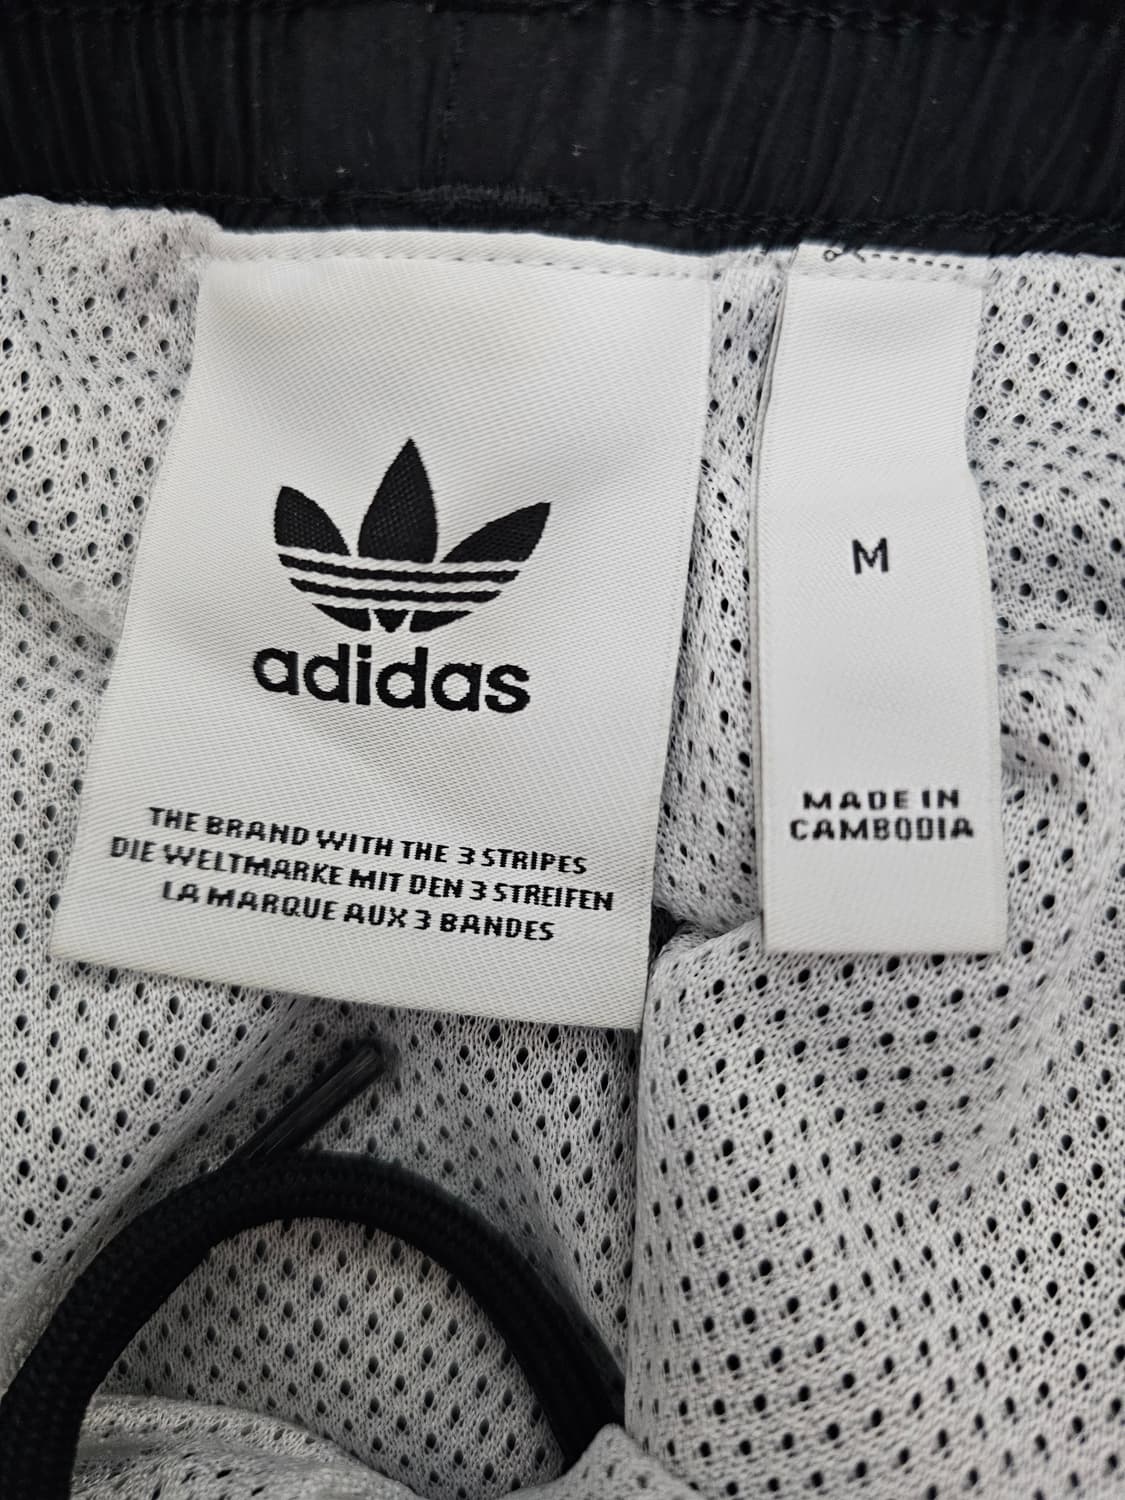 adidas
THE BRAND WITH THE 3 STRIPES
DIE WELTMARKE MIT DEN 3 STREIFEN
LA MARQUE AUX 3 BANDES
M
MADE IN
CAMBODIA